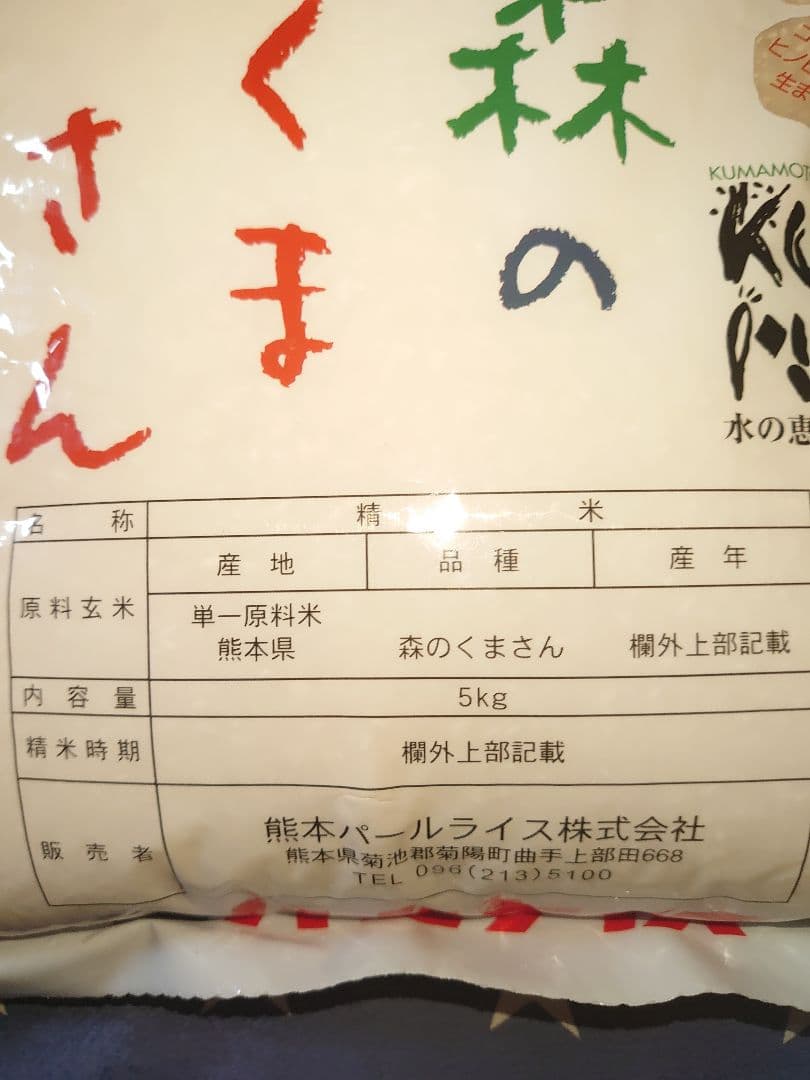 森の
くま
さん
KUMAMOT
水の恵
名称 精米
原料玄米 産地 品種 産年
単一原料米
熊本県 森のくまさん 欄外上部記載
内容量 5kg
精米時期 欄外上部記載
販売者 熊本パールライス株式会社
熊本県菊池郡菊陽町曲手上部田668
TEL 096(213)5100